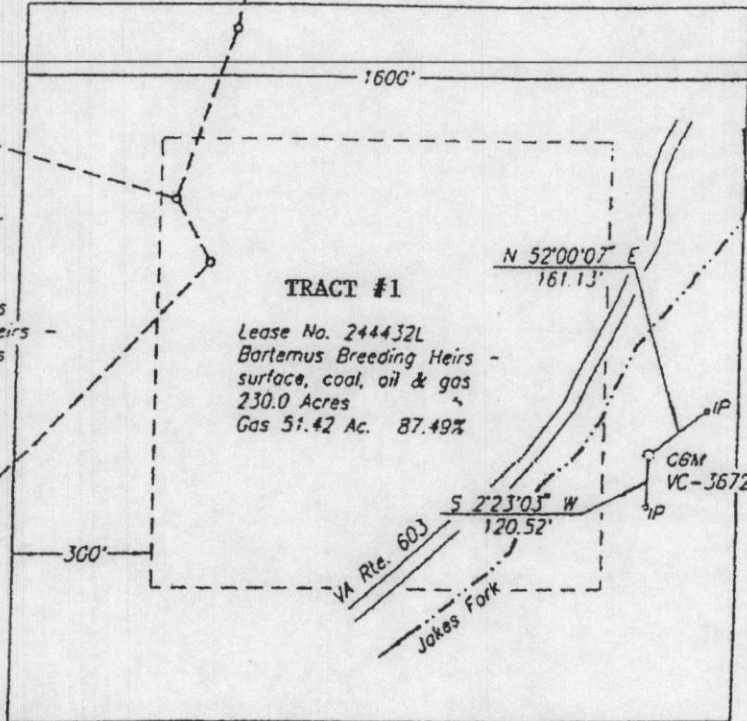 1600'
N 52°00'07" E
161.13'
TRACT #1
eirs -
Lease No. 244432L
Bartemus Breeding Heirs -
surface, coal, oil & gas
230.0 Acres
Gas 51.42 Ac. 87.49%
IP
CBM
VC-3672
S 2°23'03" W
120.52'
IP
300'
VA Rte. 603
Jakes Fork